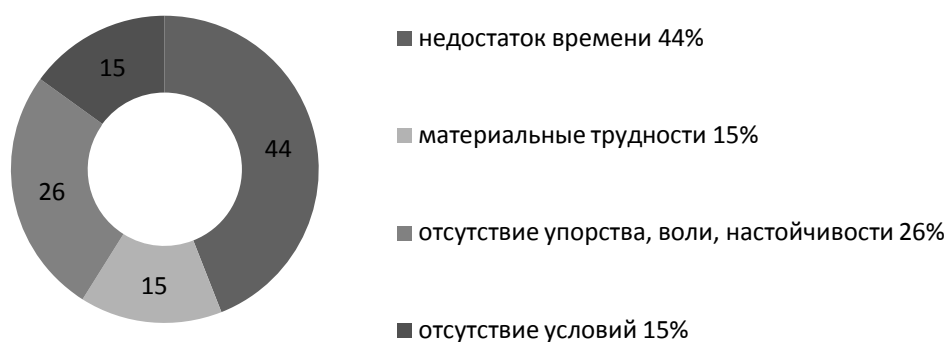 недостаток времени 44%
материальные трудности 15%
отсутствие упорства, воли, настойчивости 26%
отсутствие условий 15%
15
44
26
15